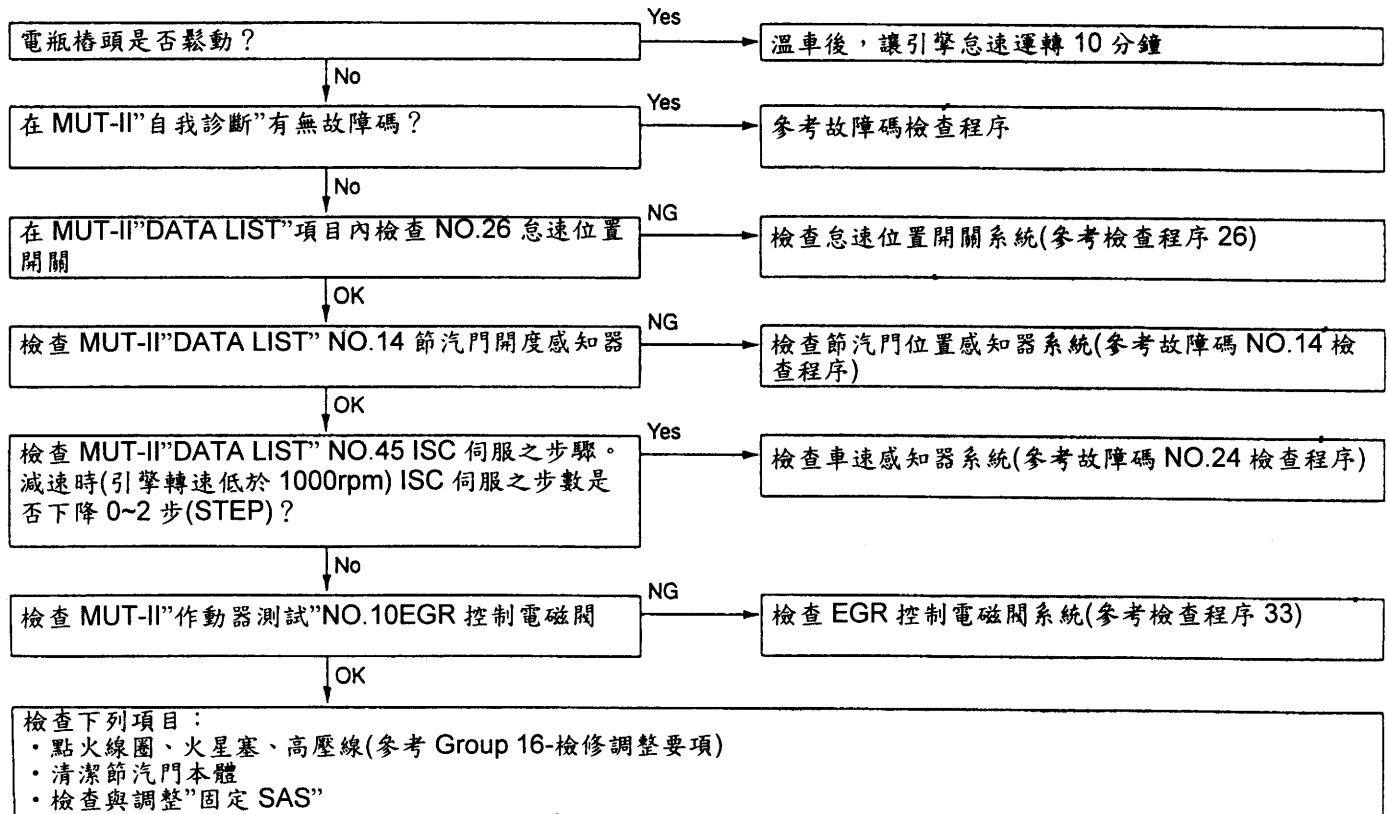 電瓶樁頭是否鬆動？
Yes
溫車後，讓引擎怠速運轉 10 分鐘
No
在 MUT-II”自我診斷”有無故障碼？
Yes
參考故障碼檢查程序
No
在 MUT-II”DATA LIST”項目內檢查 NO.26 怠速位置
開關
NG
檢查怠速位置開關系統(參考檢查程序 26)
OK
檢查 MUT-II”DATA LIST” NO.14 節汽門開度感知器
NG
檢查節汽門位置感知器系統(參考故障碼 NO.14 檢
查程序)
OK
檢查 MUT-II”DATA LIST” NO.45 ISC 伺服之步驟。
減速時(引擎轉速低於 1000rpm) ISC 伺服之步數是
否下降 0~2 步(STEP)？
Yes
檢查車速感知器系統(參考故障碼 NO.24 檢查程序)
No
檢查 MUT-II”作動器測試”NO.10EGR 控制電磁閥
NG
檢查 EGR 控制電磁閥系統(參考檢查程序 33)
OK
檢查下列項目：
・點火線圈、火星塞、高壓線(參考 Group 16-檢修調整要項)
・清潔節汽門本體
・檢查與調整”固定 SAS”